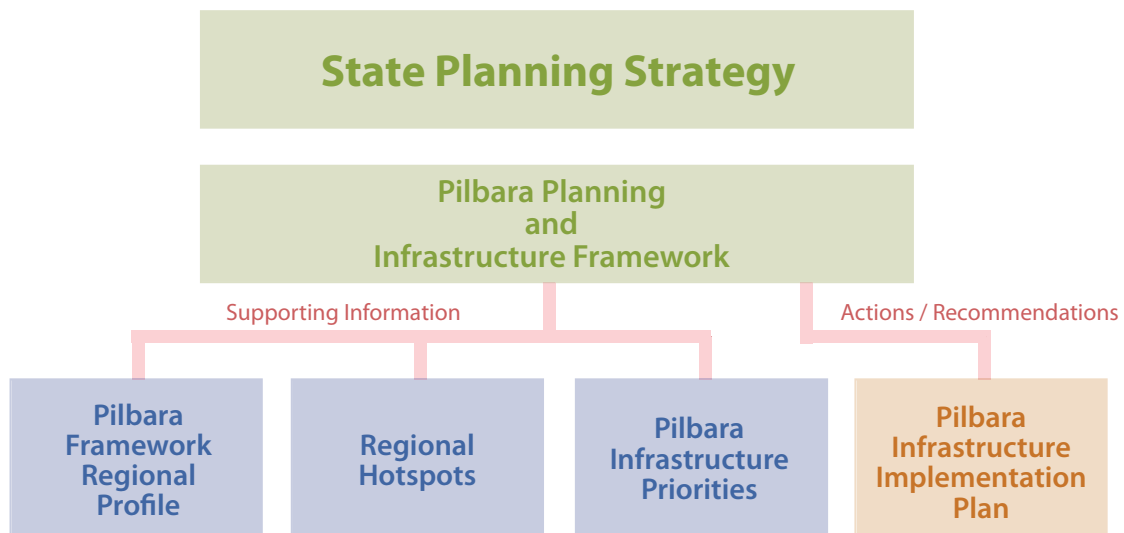 State Planning Strategy
Pilbara Planning
and
Infrastructure Framework
Supporting Information
Actions / Recommendations
Pilbara
Framework
Regional
Profile
Regional
Hotspots
Pilbara
Infrastructure
Priorities
Pilbara
Infrastructure
Implementation
Plan